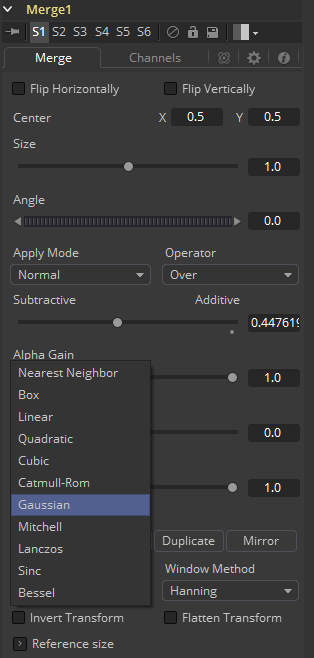 Merge1
S1 S2 S3 S4 S5 S6
Merge Channels
Flip Horizontally Flip Vertically
Center X 0.5 Y 0.5
Size
1.0
Angle
0.0
Apply Mode Operator
Normal Over
Subtractive Additive
0.447619
Alpha Gain
Nearest Neighbor 1.0
Box
Linear
Quadratic 0.0
Cubic
Catmull-Rom 1.0
Gaussian
Mitchell Duplicate Mirror
Lanczos
Sinc Window Method
Bessel Hanning
Invert Transform Flatten Transform
Reference size